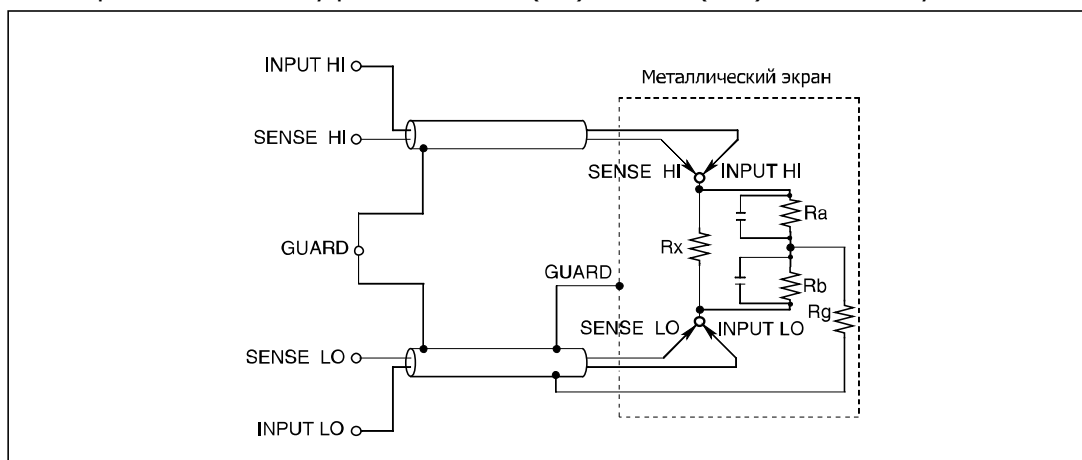 INPUT HI
Металлический экран
SENSE HI
SENSE HI INPUT HI
Ra
Rx
GUARD
GUARD
Rb
Rg
SENSE LO INPUT LO
SENSE LO
INPUT LO